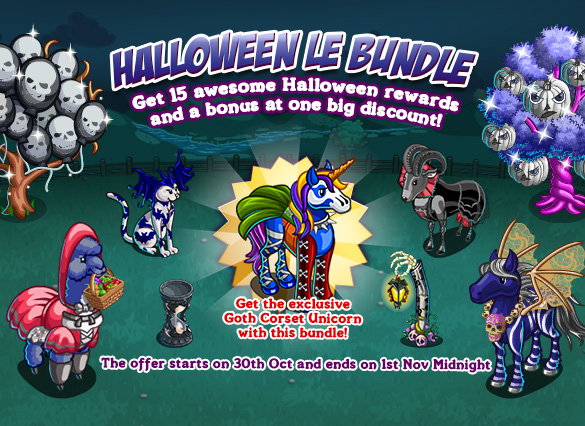 HALLOWEEN LE BUNDLE
Get 15 awesome Halloween rewards
and a bonus at one big discount!
Get the exclusive
Goth Corset Unicorn
with this bundle!
The offer starts on 30th Oct and ends on 1st Nov Midnight